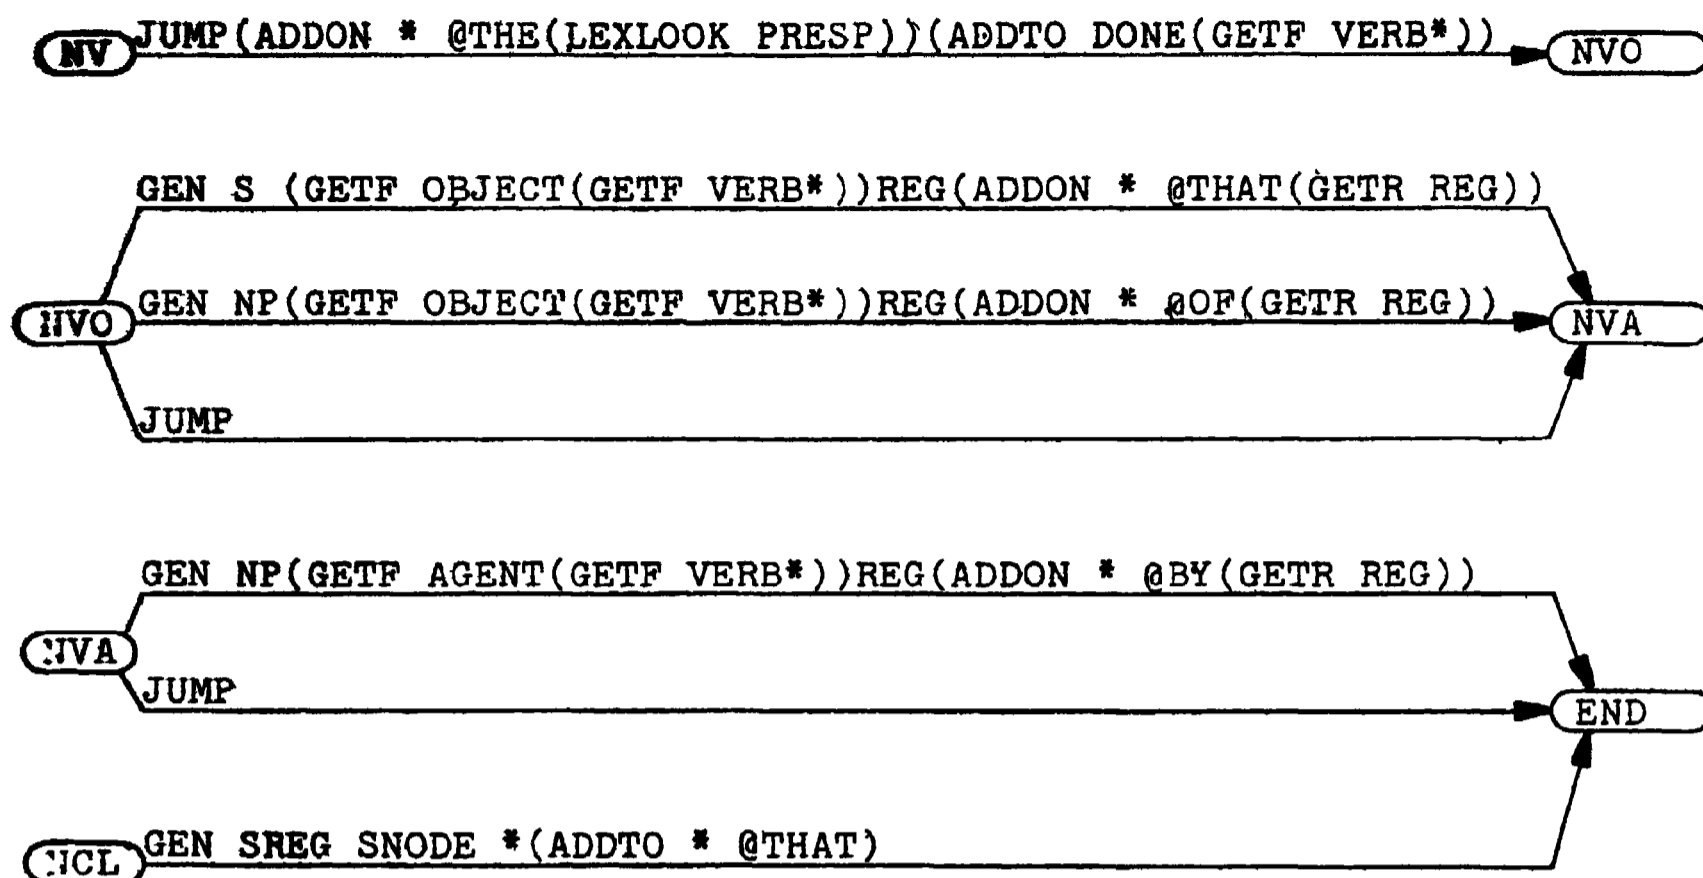 JUMP(ADDON * @THE(LEXLOOK PRESP))(ADDTO DONE(GETF VERB*))
NV NVO
GEN S (GETF OBJECT(GETF VERB*))REG(ADDON * @THAT(GETR REG))
GEN NP(GETF OBJECT(GETF VERB*))REG(ADDON * @OF(GETR REG))
NVO NVA
JUMP
GEN NP(GETF AGENT(GETF VERB*))REG(ADDON * @BY(GETR REG))
NVA
JUMP
END
GEN SREG SNODE *(ADDTO * @THAT)
NCL